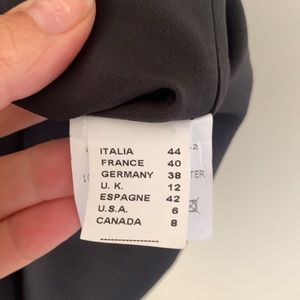 ITALIA 44
FRANCE 40
GERMANY 38
U. K. 12
ESPAGNE 42
U.S.A. 6
CANADA 8